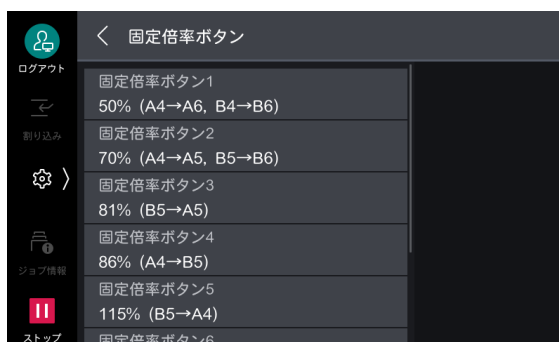 ログアウト
割り込み
ジョブ情報
ストップ
固定倍率ボタン
固定倍率ボタン1
50% (A4→A6, B4→B6)
固定倍率ボタン2
70% (A4→A5, B5→B6)
固定倍率ボタン3
81% (B5→A5)
固定倍率ボタン4
86% (A4→B5)
固定倍率ボタン5
115% (B5→A4)
固定倍率ボタン6